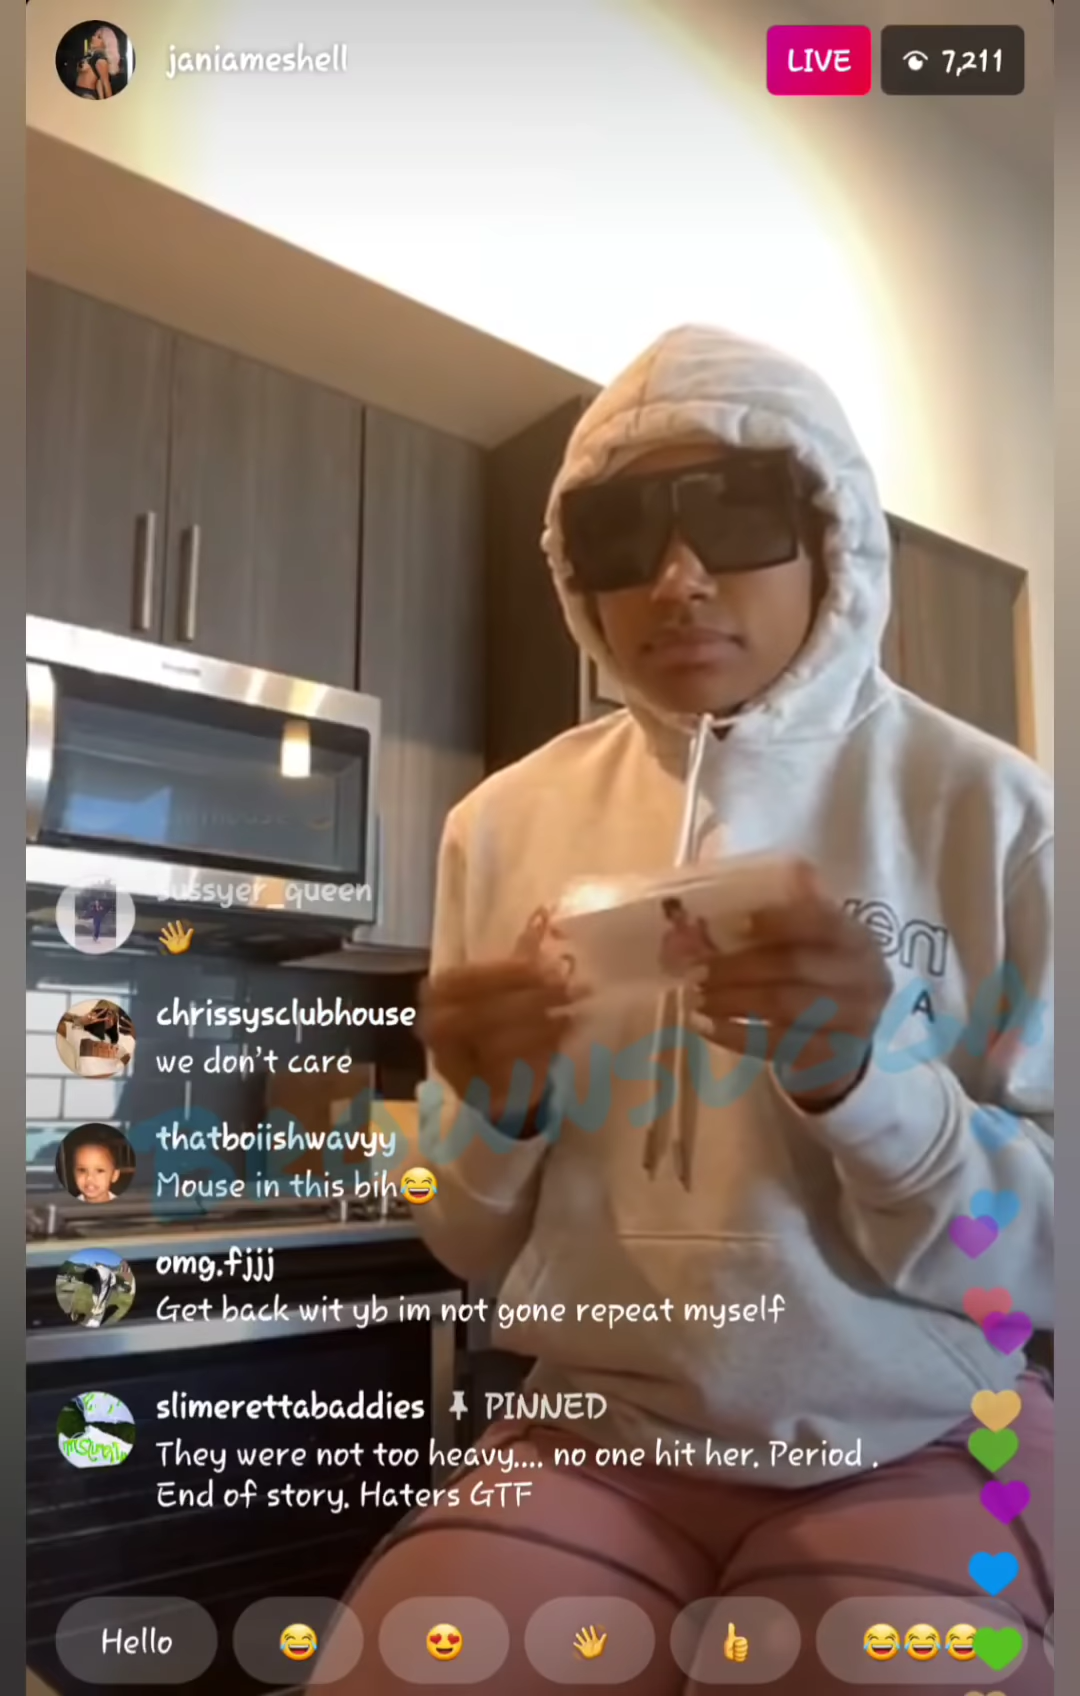 janiameshell
LIVE
7,211
sussyer_queen
👋
chrissysclubhouse
we don't care
thatboiishwavyy
Mouse in this bih😂
omg.fjjj
Get back wit yb im not gone repeat myself
slimerettabaddies PINNED
They were not too heavy.... no one hit her. Period .
End of story. Haters GTF
BRAWNSUGGA
A
Hello 😂 😍 👋 👍 😂😂😂